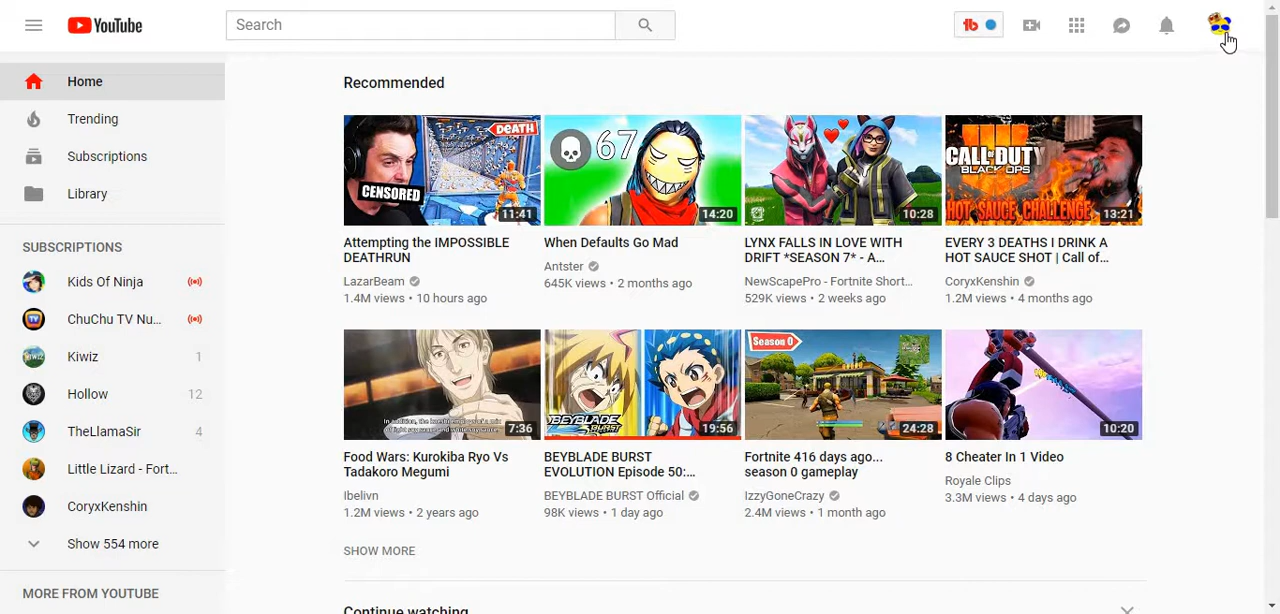 YouTube
Search
tb
Home
Trending
Subscriptions
Library
SUBSCRIPTIONS
Kids Of Ninja
ChuChu TV Nu...
Kiwiz 1
Hollow 12
TheLlamaSir 4
Little Lizard - Fort...
CoryxKenshin
Show 554 more
MORE FROM YOUTUBE
Recommended
DEATH
CENSORED
11:41
67
14:20
10:28
CALL OF DUTY
BLACK OPS
HOT SAUCE CHALLENGE
13:21
Attempting the IMPOSSIBLE
DEATHRUN
LazarBeam
1.4M views • 10 hours ago
When Defaults Go Mad
Antster
645K views • 2 months ago
LYNX FALLS IN LOVE WITH
DRIFT *SEASON 7* - A...
NewScapePro - Fortnite Short...
529K views • 2 weeks ago
EVERY 3 DEATHS I DRINK A
HOT SAUCE SHOT | Call of...
CoryxKenshin
1.2M views • 4 months ago
7:36
BEYBLADE
BURST
19:56
Season 0
24:28
10:20
Food Wars: Kurokiba Ryo Vs
Tadakoro Megumi
Ibelivn
1.2M views • 2 years ago
BEYBLADE BURST
EVOLUTION Episode 50:...
BEYBLADE BURST Official
98K views • 1 day ago
Fortnite 416 days ago...
season 0 gameplay
IzzyGoneCrazy
2.4M views • 1 month ago
8 Cheater In 1 Video
Royale Clips
3.3M views • 4 days ago
SHOW MORE
Continue watching